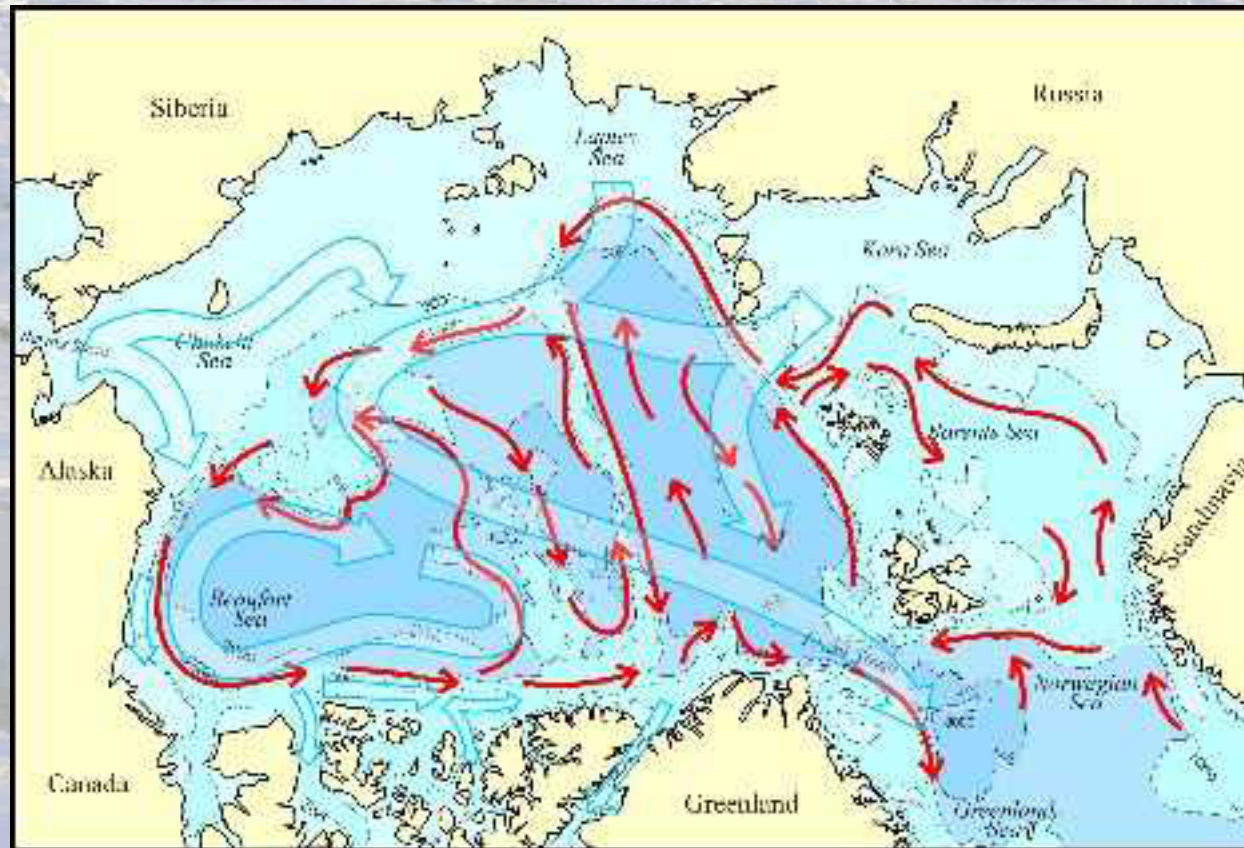 Siberia
Russia
Laptev
Sea
Kara Sea
Chukchi
Sea
Barents Sea
Alaska
Scandinavia
Beaufort
Sea
Norwegian
Sea
Canada
Greenland
Greenland
Sea